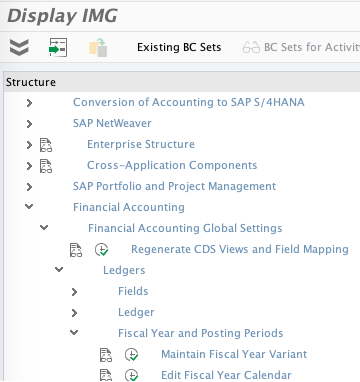 Display IMG
Existing BC Sets
BC Sets for Activity
Structure
Conversion of Accounting to SAP S/4HANA
SAP NetWeaver
Enterprise Structure
Cross-Application Components
SAP Portfolio and Project Management
Financial Accounting
Financial Accounting Global Settings
Regenerate CDS Views and Field Mapping
Ledgers
Fields
Ledger
Fiscal Year and Posting Periods
Maintain Fiscal Year Variant
Edit Fiscal Year Calendar